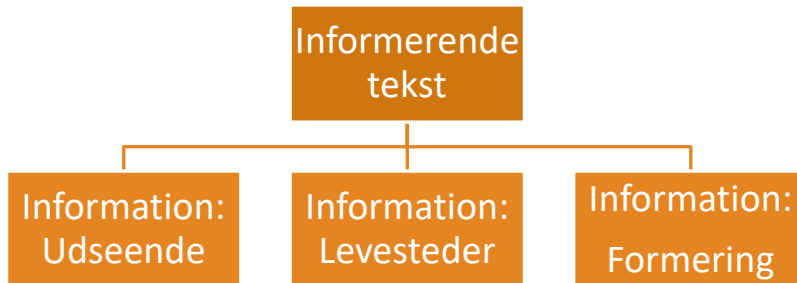 Informerende
tekst
Information:
Udseende
Information:
Levesteder
Information:
Formering